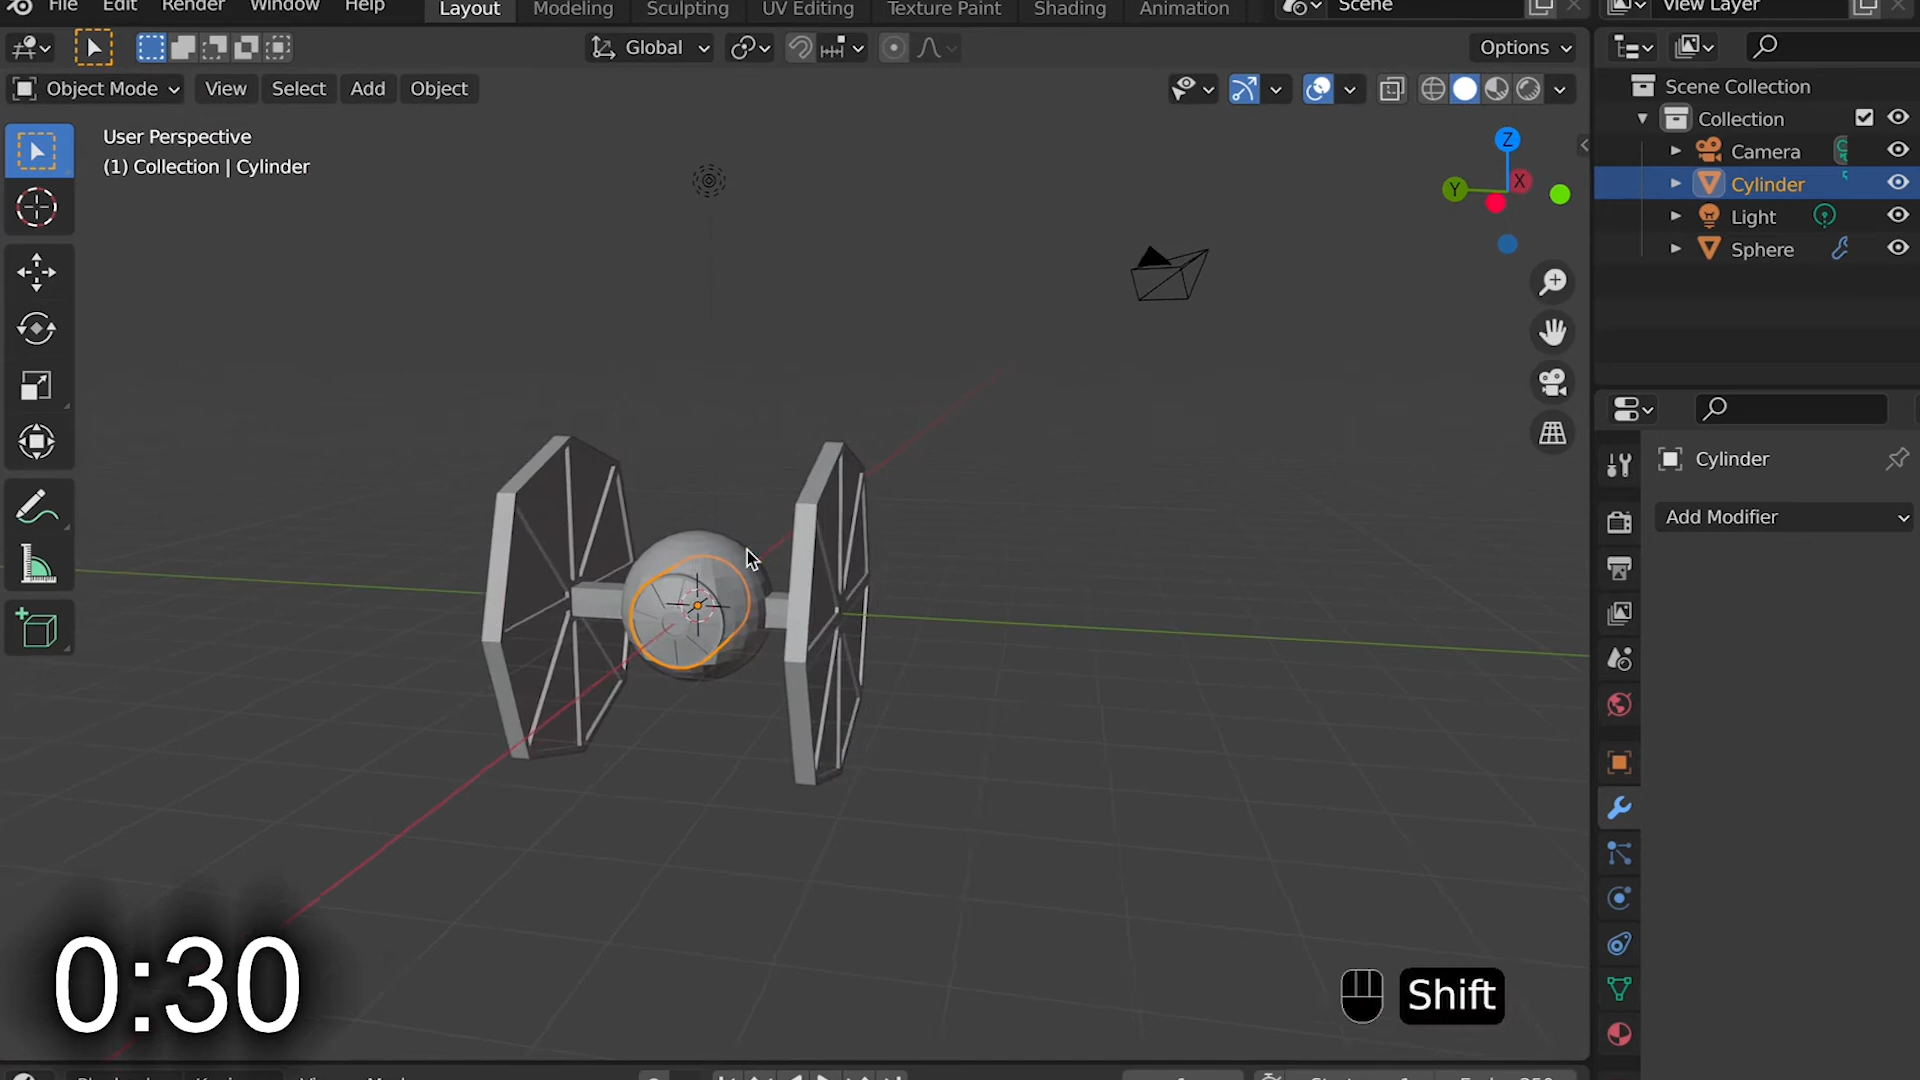 File Edit Render Window Help Layout Modeling Sculpting UV Editing Texture Paint Shading Animation Scene View Layer
Global Options
Object Mode View Select Add Object
User Perspective
(1) Collection | Cylinder
Z
Y X
Scene Collection
Collection
Camera
Cylinder
Light
Sphere
Cylinder
Add Modifier
0:30
Shift